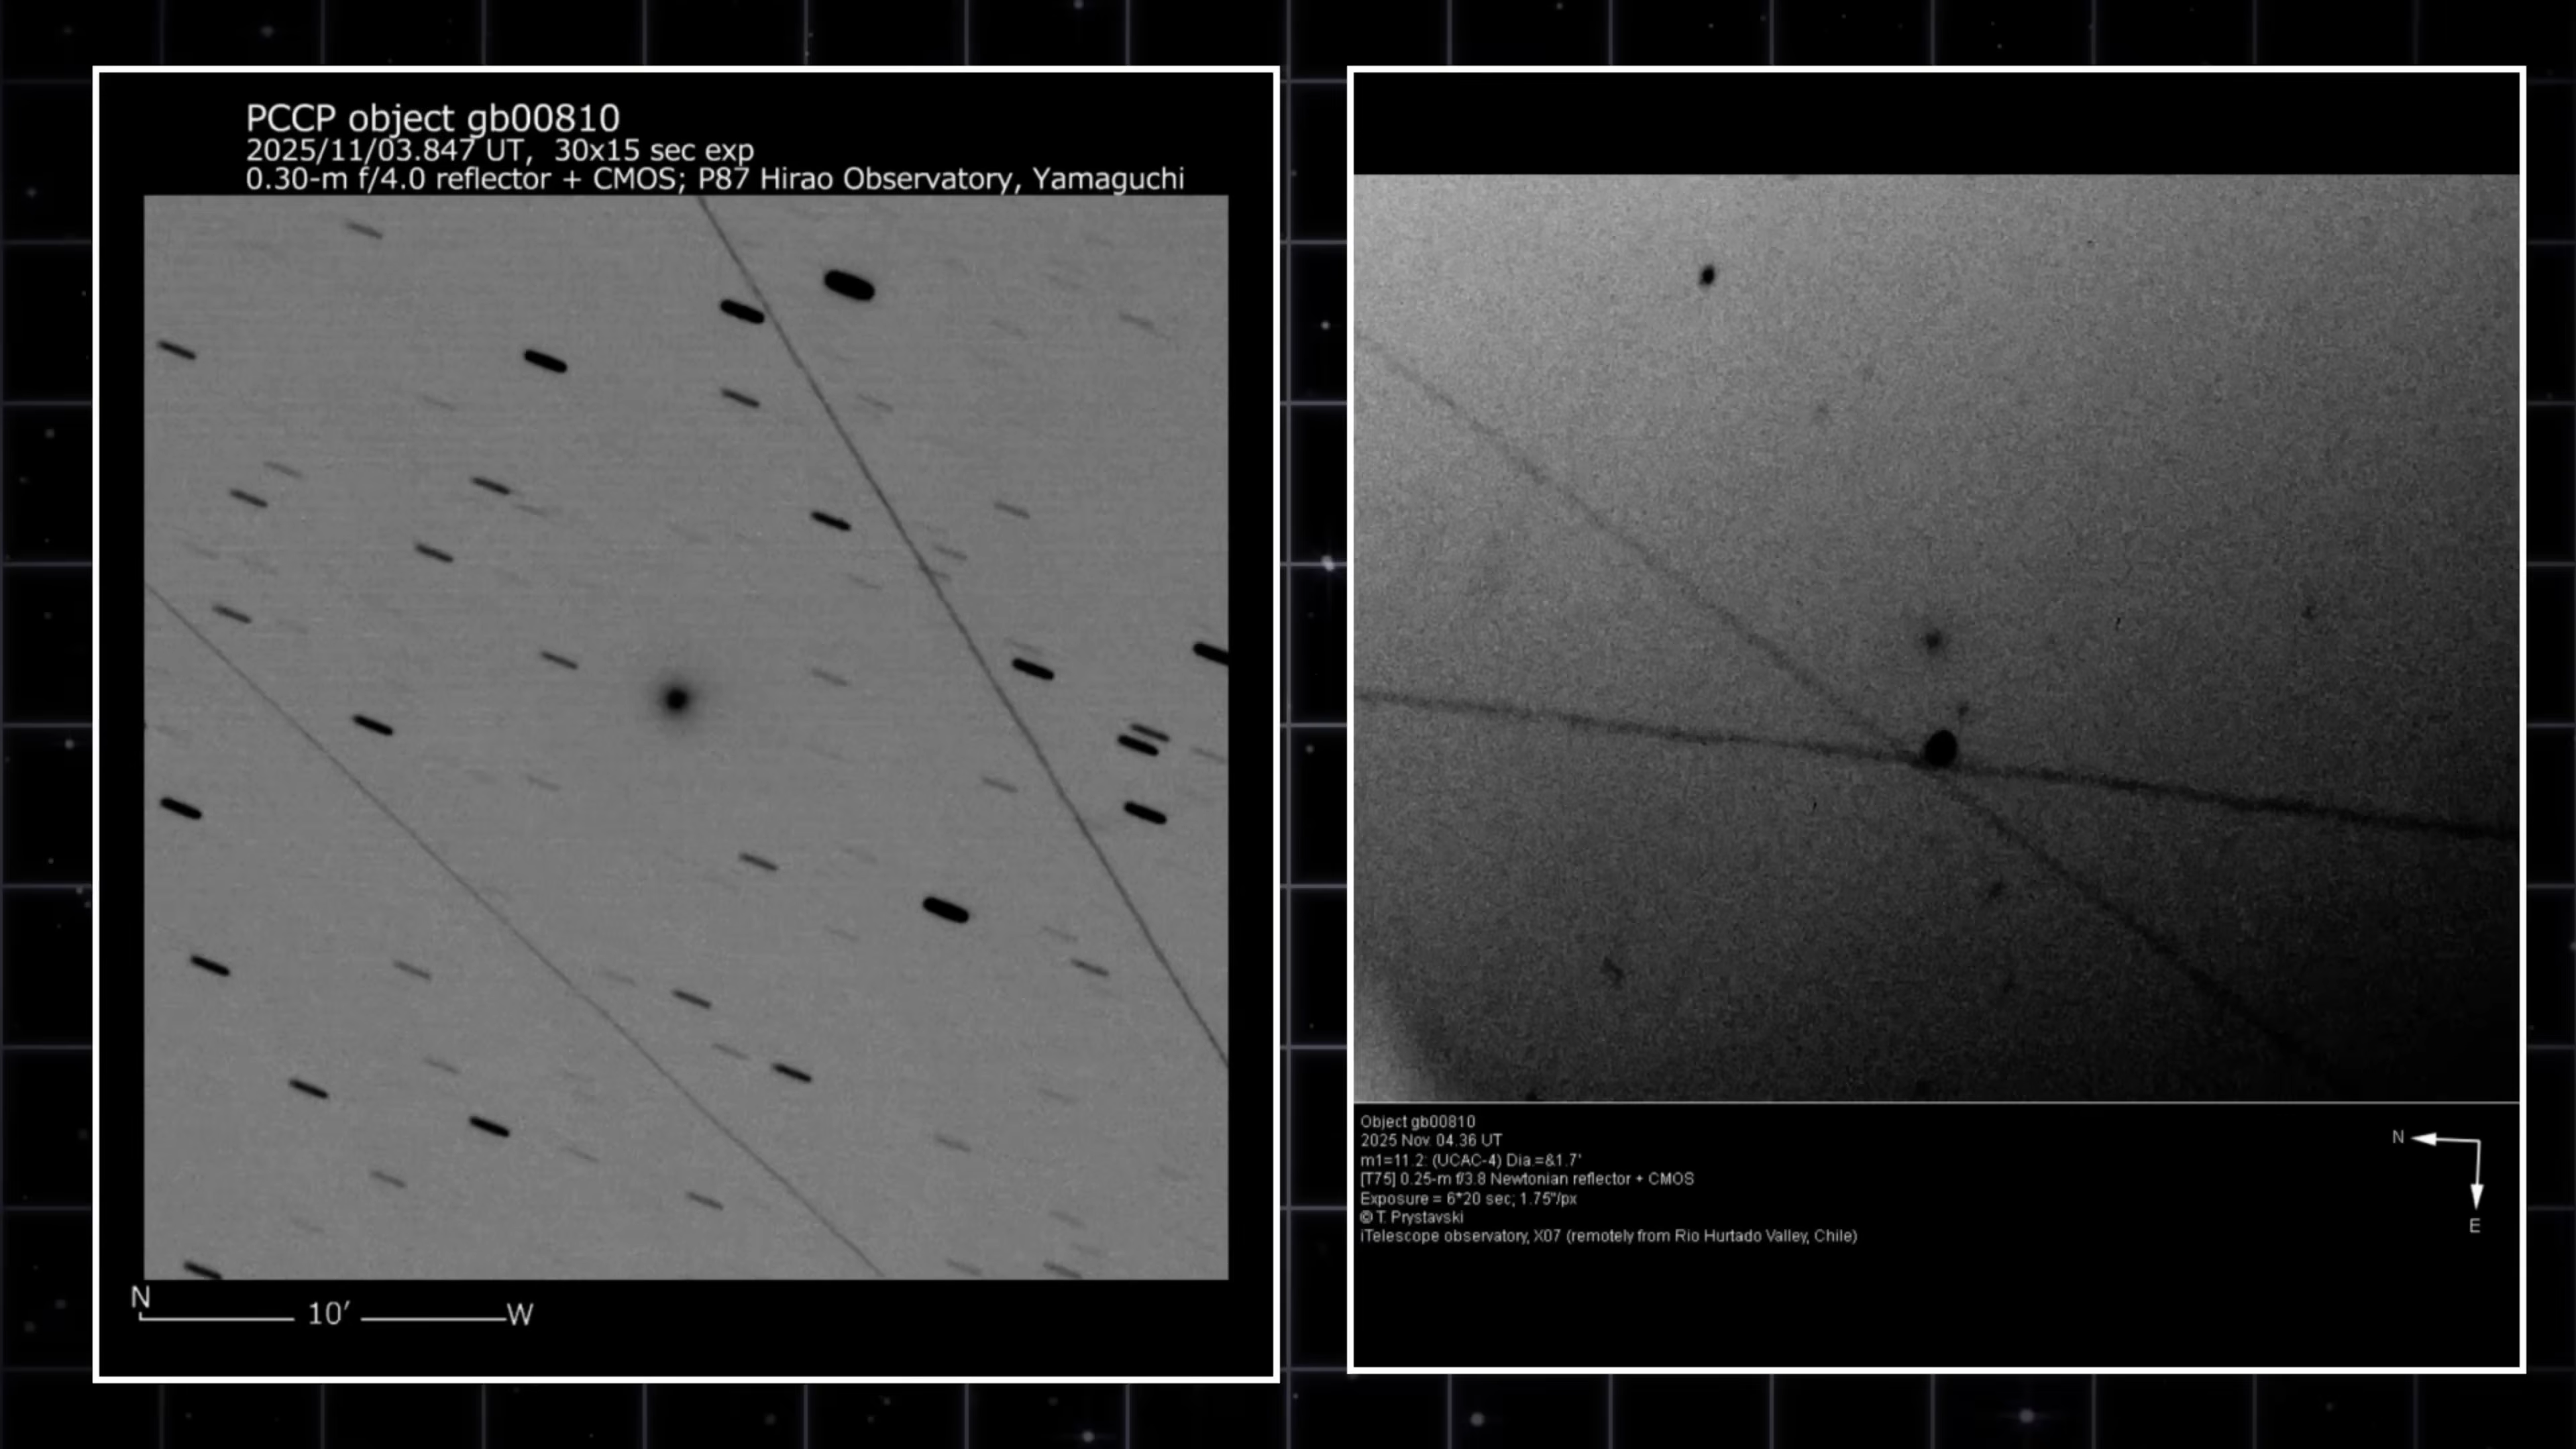 PCCP object gb00810
2025/11/03.847 UT, 30x15 sec exp
0.30-m f/4.0 reflector + CMOS; P87 Hirao Observatory, Yamaguchi
N
10′
W
Object gb00810
2025 Nov. 04.36 UT
m1=11.2: (UCAC-4) Dia.=&1.7'
[T75] 0.25-m f/3.8 Newtonian reflector + CMOS
Exposure = 6*20 sec; 1.75"/px
© T. Prystavski
iTelescope observatory, X07 (remotely from Rio Hurtado Valley, Chile)
N
E